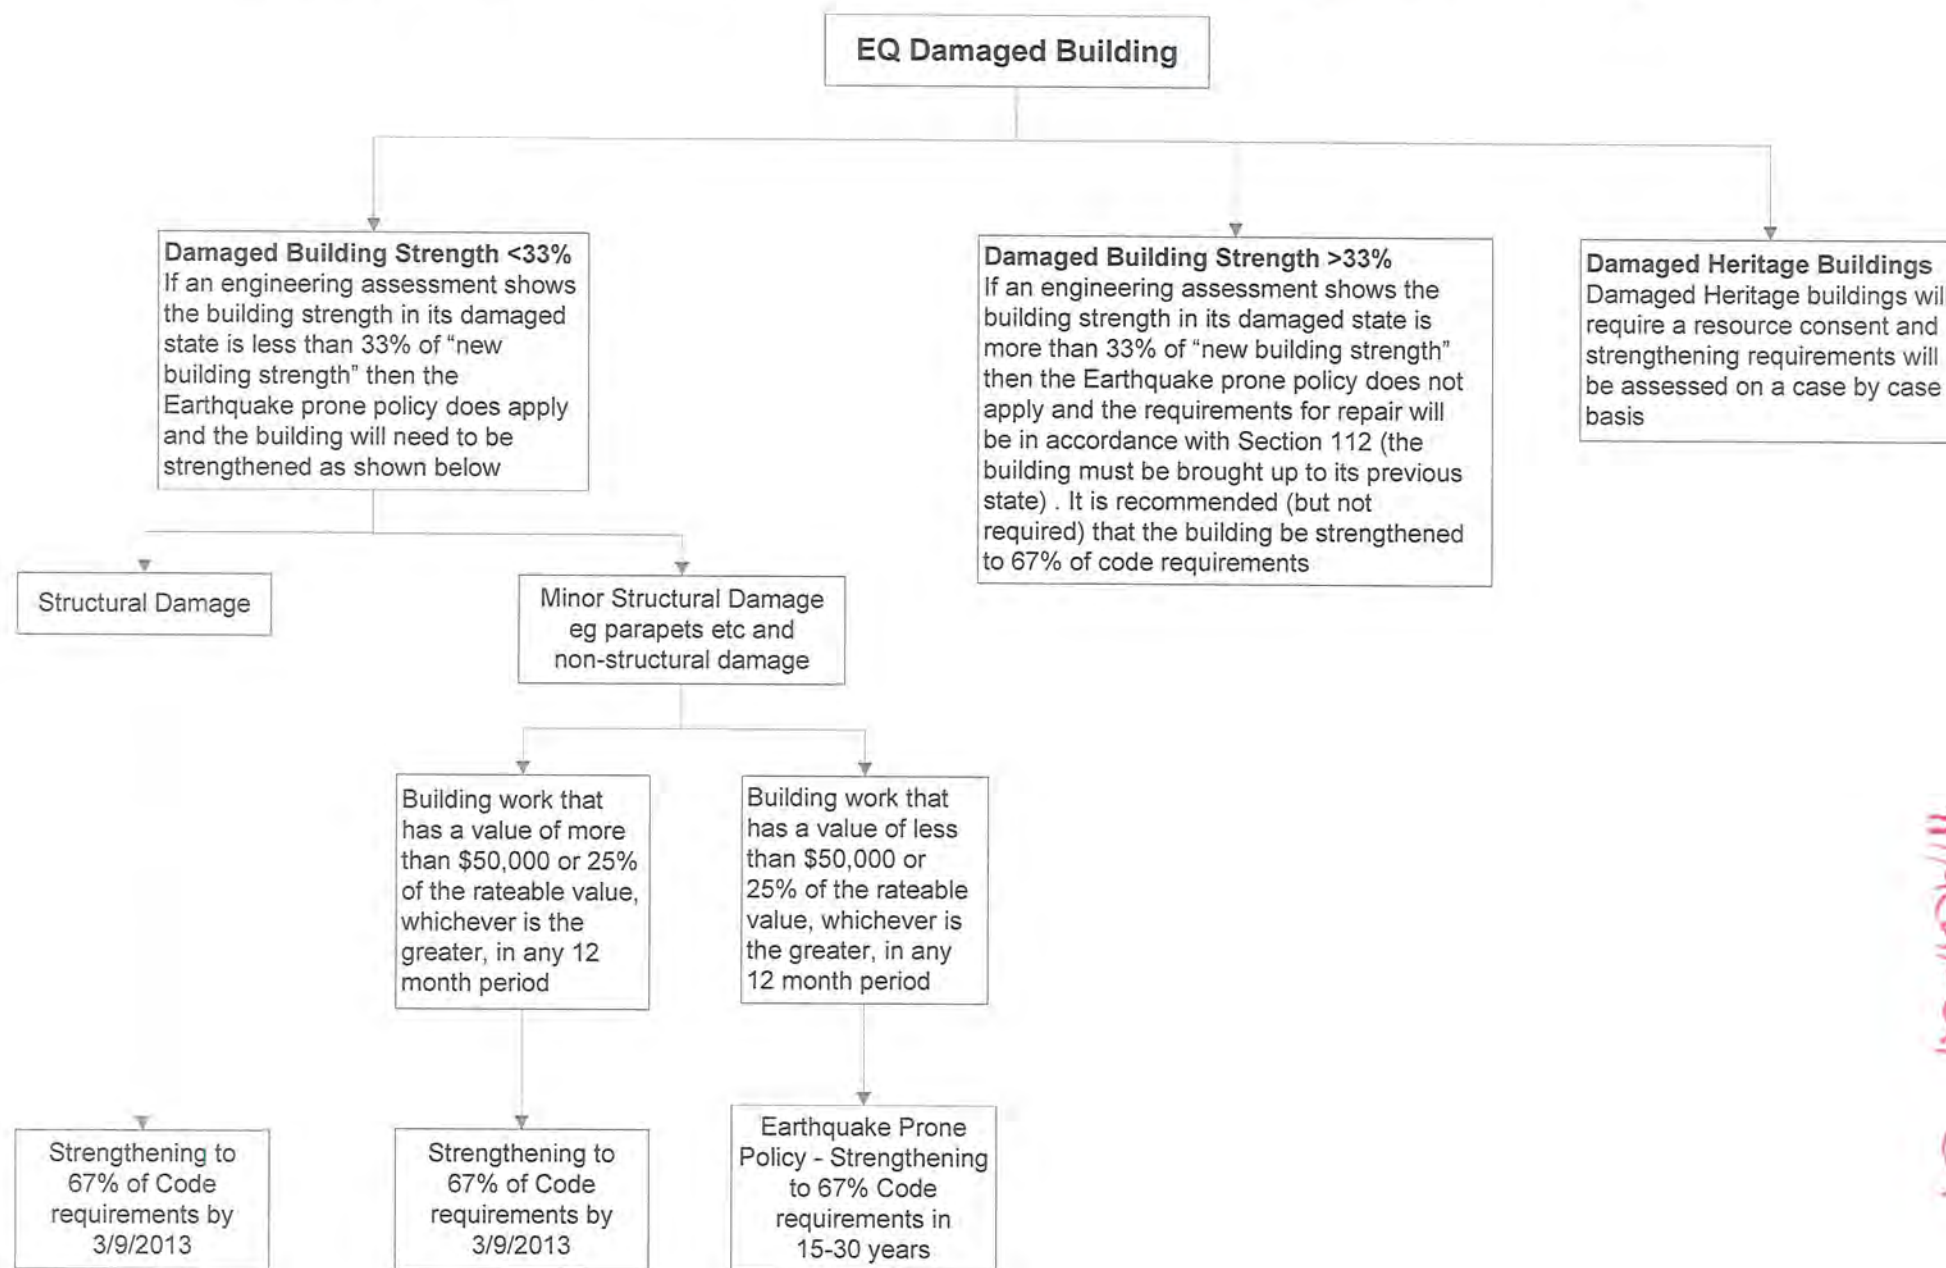 EQ Damaged Building
Damaged Building Strength <33%
If an engineering assessment shows
the building strength in its damaged
state is less than 33% of “new
building strength” then the
Earthquake prone policy does apply
and the building will need to be
strengthened as shown below
Damaged Building Strength >33%
If an engineering assessment shows the
building strength in its damaged state is
more than 33% of “new building strength”
then the Earthquake prone policy does not
apply and the requirements for repair will
be in accordance with Section 112 (the
building must be brought up to its previous
state) . It is recommended (but not
required) that the building be strengthened
to 67% of code requirements
Damaged Heritage Buildings
Damaged Heritage buildings wil
require a resource consent and
strengthening requirements will
be assessed on a case by case
basis
Structural Damage
Minor Structural Damage
eg parapets etc and
non-structural damage
Building work that
has a value of more
than $50,000 or 25%
of the rateable value,
whichever is the
greater, in any 12
month period
Building work that
has a value of less
than $50,000 or
25% of the rateable
value, whichever is
the greater, in any
12 month period
Strengthening to
67% of Code
requirements by
3/9/2013
Strengthening to
67% of Code
requirements by
3/9/2013
Earthquake Prone
Policy - Strengthening
to 67% Code
requirements in
15-30 years